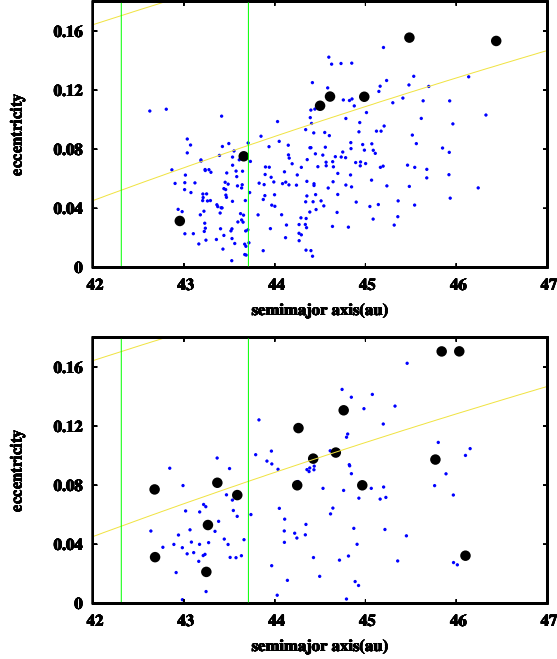 0.16
0.12
0.08
0.04
0
eccentricity
42 43 44 45 46 47
semimajor axis(au)
0.16
0.12
0.08
0.04
0
eccentricity
42 43 44 45 46 47
semimajor axis(au)